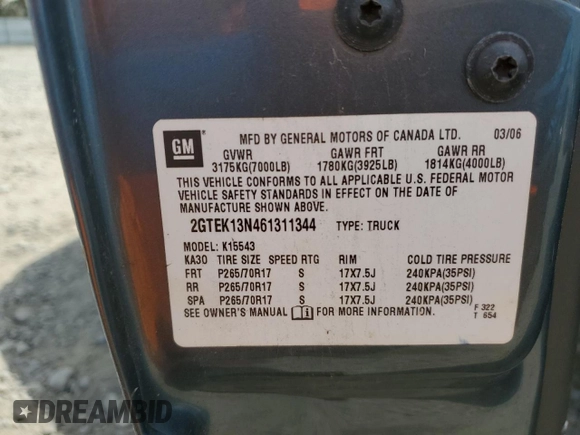 GM
MFD BY GENERAL MOTORS OF CANADA LTD. 03/06
GVWR GAWR FRT GAWR RR
3175KG(7000LB) 1780KG(3925LB) 1814KG(4000LB)
THIS VEHICLE CONFORMS TO ALL APPLICABLE U.S. FEDERAL MOTOR
VEHICLE SAFETY STANDARDS IN EFFECT ON THE DATE OF
MANUFACTURE SHOWN ABOVE.
2GTEK13N461311344 TYPE: TRUCK
MODEL: K15543
KA30 TIRE SIZE SPEED RTG RIM COLD TIRE PRESSURE
FRT P265/70R17 S 17X7.5J 240KPA(35PSI)
RR P265/70R17 S 17X7.5J 240KPA(35PSI)
SPA P265/70R17 S 17X7.5J 240KPA(35PSI)
SEE OWNER'S MANUAL FOR MORE INFORMATION.
F 322
T 654
DREAMBID